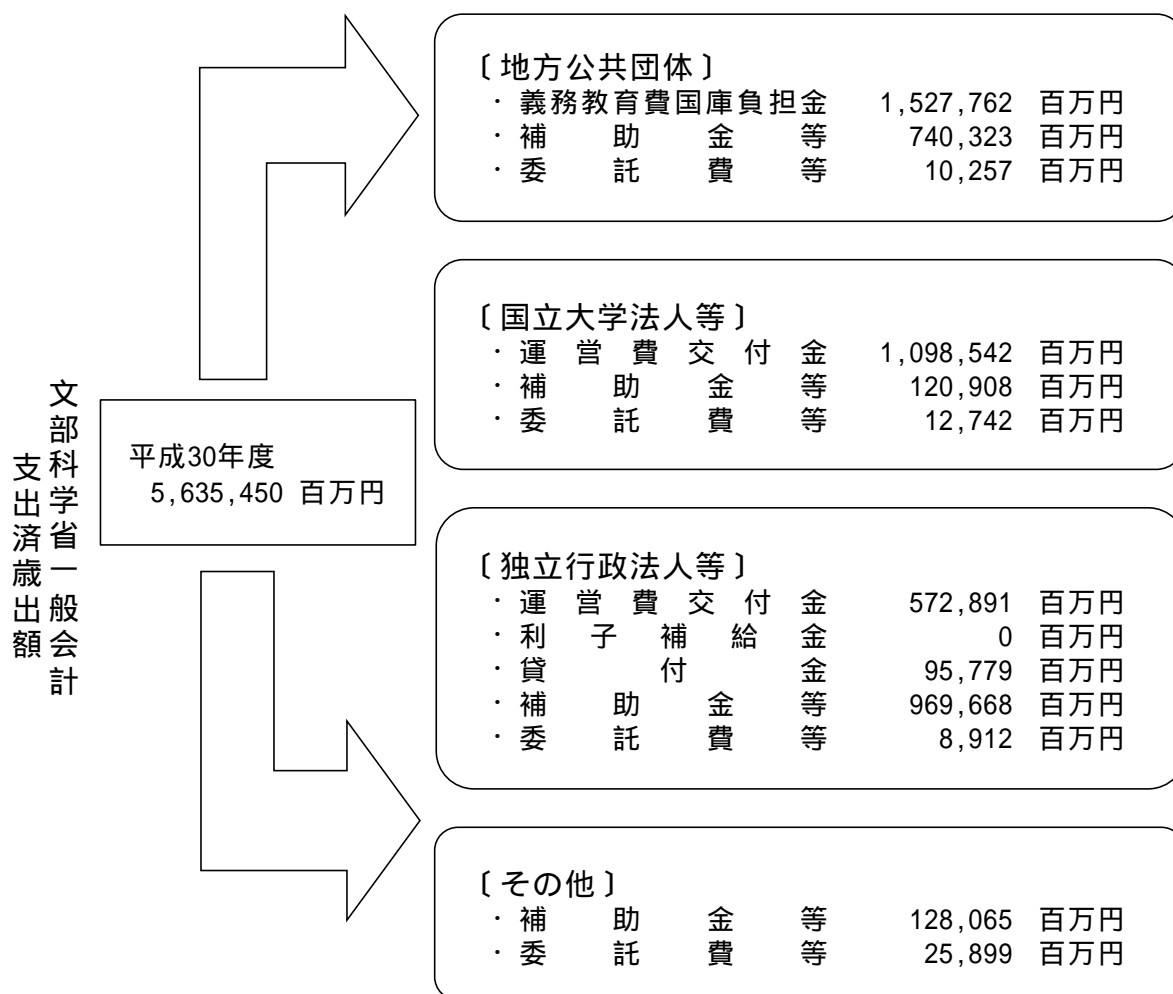 文部科学省一般会計
支出済歳出額
平成30年度
5,635,450 百万円
〔地方公共団体〕
・義務教育費国庫負担金 1,527,762 百万円
・補助金等 740,323 百万円
・委託費等 10,257 百万円
〔国立大学法人等〕
・運営費交付金 1,098,542 百万円
・補助金等 120,908 百万円
・委託費等 12,742 百万円
〔独立行政法人等〕
・運営費交付金 572,891 百万円
・利子補給金 0 百万円
・貸付金 95,779 百万円
・補助金等 969,668 百万円
・委託費等 8,912 百万円
〔その他〕
・補助金等 128,065 百万円
・委託費等 25,899 百万円